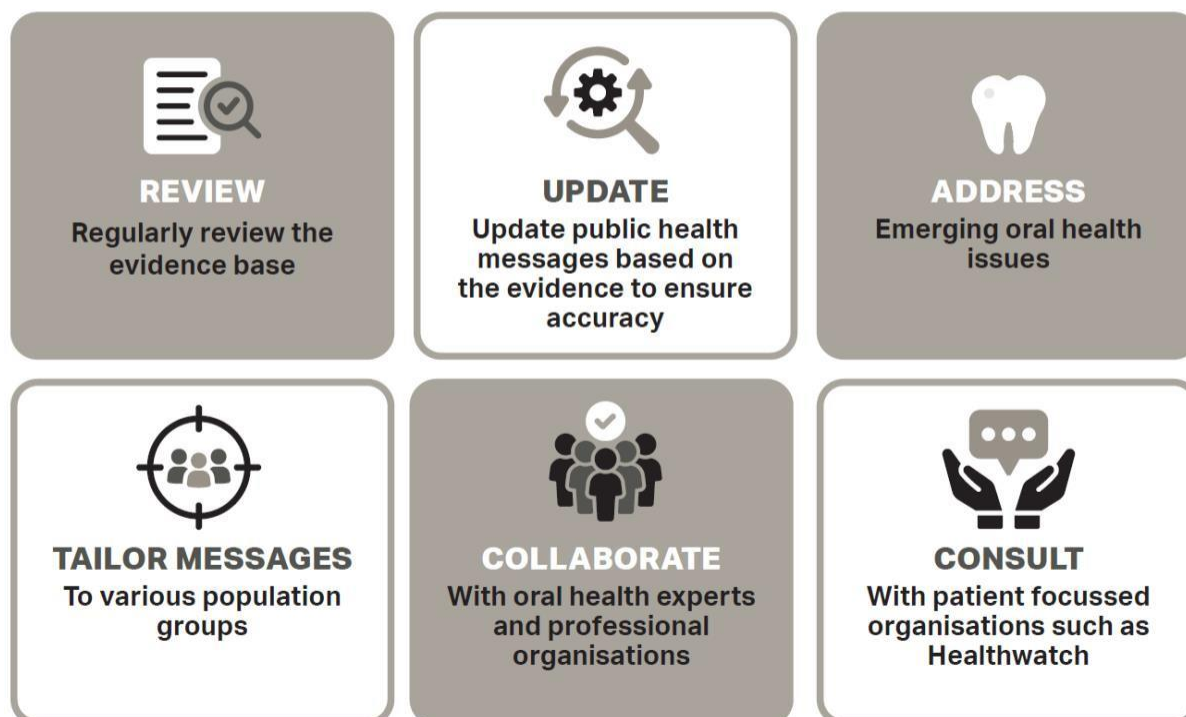 REVIEW
Regularly review the
evidence base
UPDATE
Update public health
messages based on
the evidence to ensure
accuracy
ADDRESS
Emerging oral health
issues
TAILOR MESSAGES
To various population
groups
COLLABORATE
With oral health experts
and professional
organisations
CONSULT
With patient focussed
organisations such as
Healthwatch